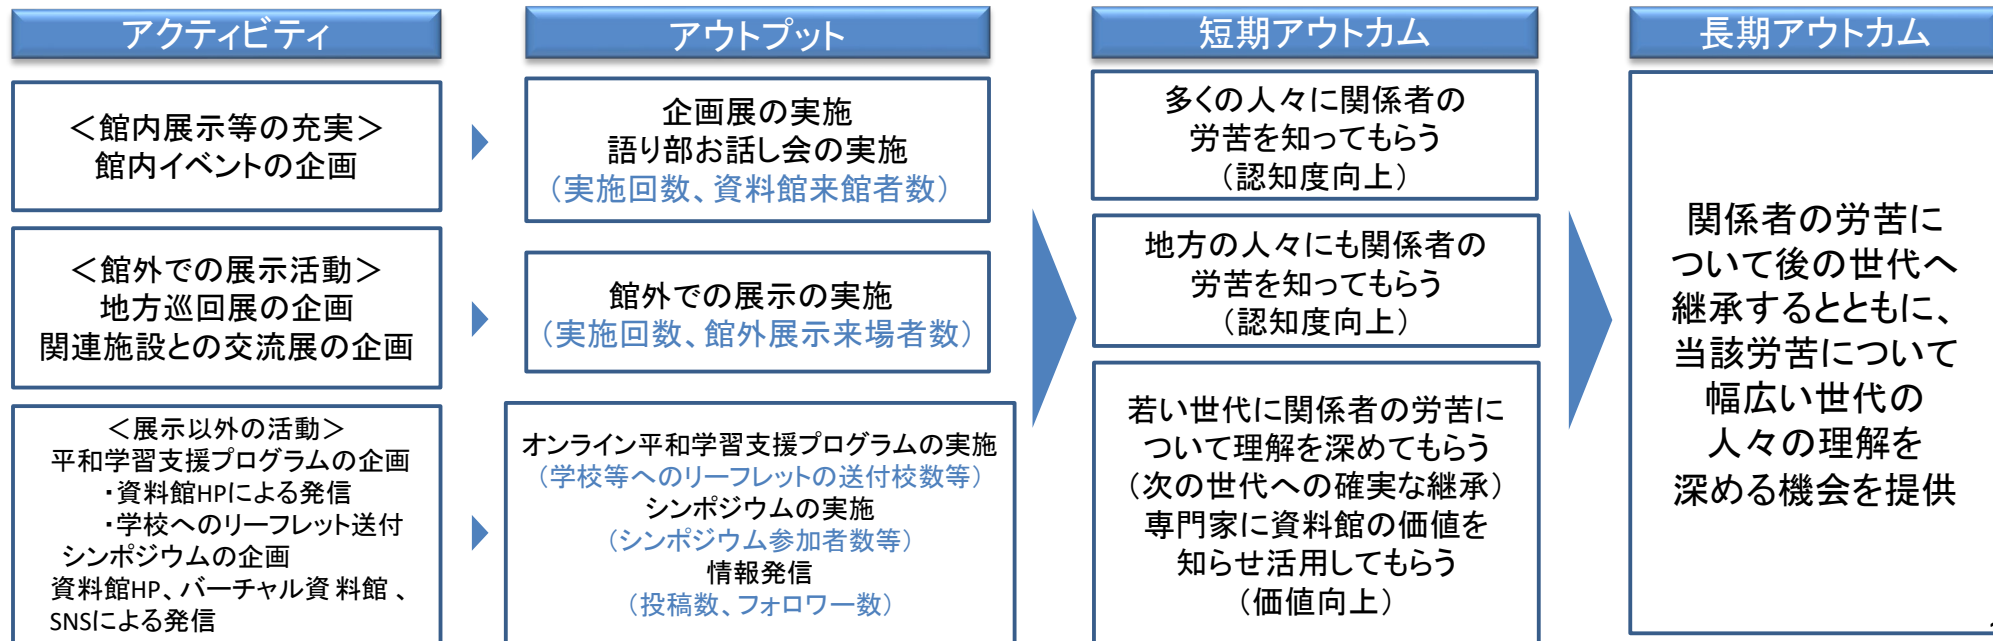 アクティビティ
＜館内展示等の充実＞
館内イベントの企画
＜館外での展示活動＞
地方巡回展の企画
関連施設との交流展の企画
＜展示以外の活動＞
平和学習支援プログラムの企画
・資料館HPによる発信
・学校へのリーフレット送付
シンポジウムの企画
資料館HP、バーチャル資料館、
SNSによる発信
アウトプット
企画展の実施
語り部お話し会の実施
（実施回数、資料館来館者数）
館外での展示の実施
（実施回数、館外展示来場者数）
オンライン平和学習支援プログラムの実施
（学校等へのリーフレットの送付校数等）
シンポジウムの実施
（シンポジウム参加者数等）
情報発信
（投稿数、フォロワー数）
短期アウトカム
多くの人々に関係者の
労苦を知ってもらう
（認知度向上）
地方の人々にも関係者の
労苦を知ってもらう
（認知度向上）
若い世代に関係者の労苦に
ついて理解を深めてもらう
（次の世代への確実な継承）
専門家に資料館の価値を
知らせ活用してもらう
（価値向上）
長期アウトカム
関係者の労苦に
ついて後の世代へ
継承するとともに、
当該労苦について
幅広い世代の
人々の理解を
深める機会を提供